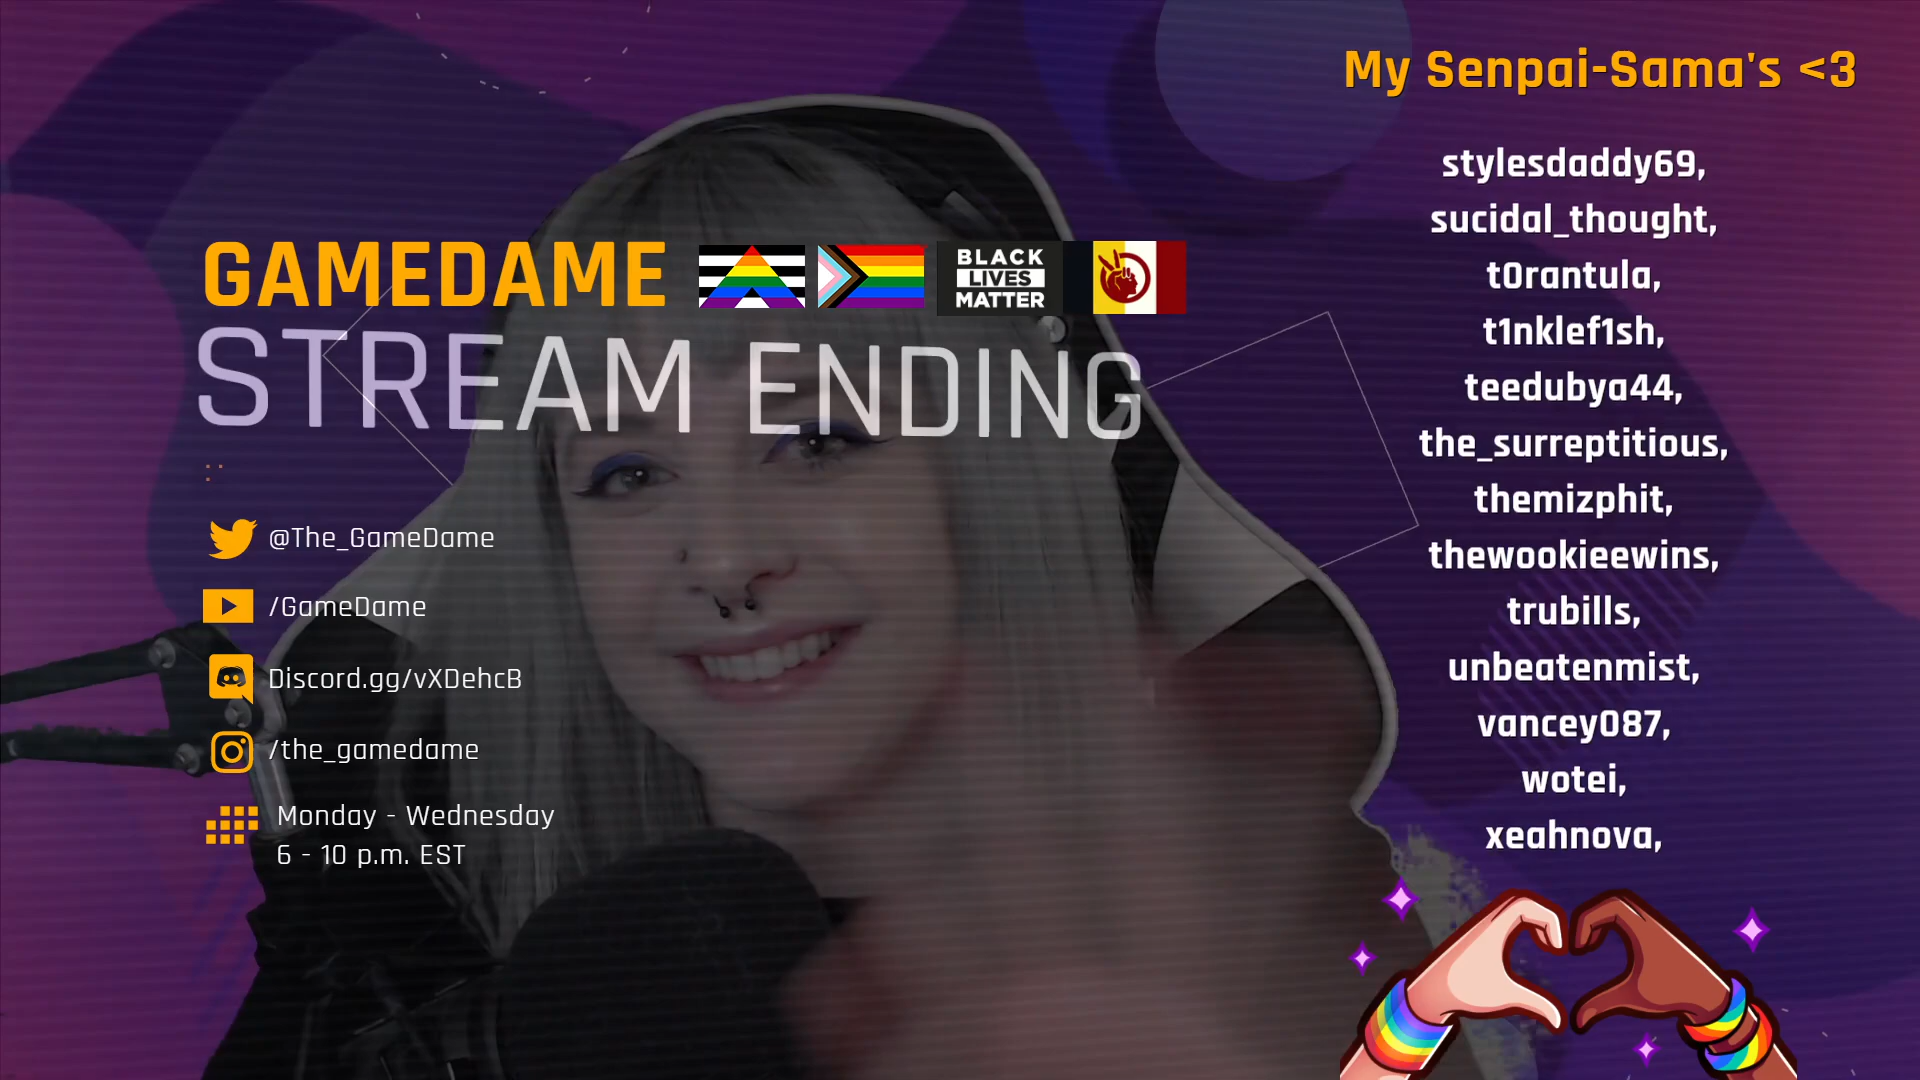 My Senpai-Sama's <3
GAMEDAME
BLACK
LIVES
MATTER
STREAM ENDING
@The_GameDame
/GameDame
Discord.gg/vXDehcB
/the_gamedame
Monday - Wednesday
6 - 10 p.m. EST
stylesdaddy69,
sucidal_thought,
t0rantula,
t1nklef1sh,
teedubya44,
the_surreptitious,
themizphit,
thewookieewins,
trubills,
unbeatenmist,
vancey087,
wotei,
xeahnova,